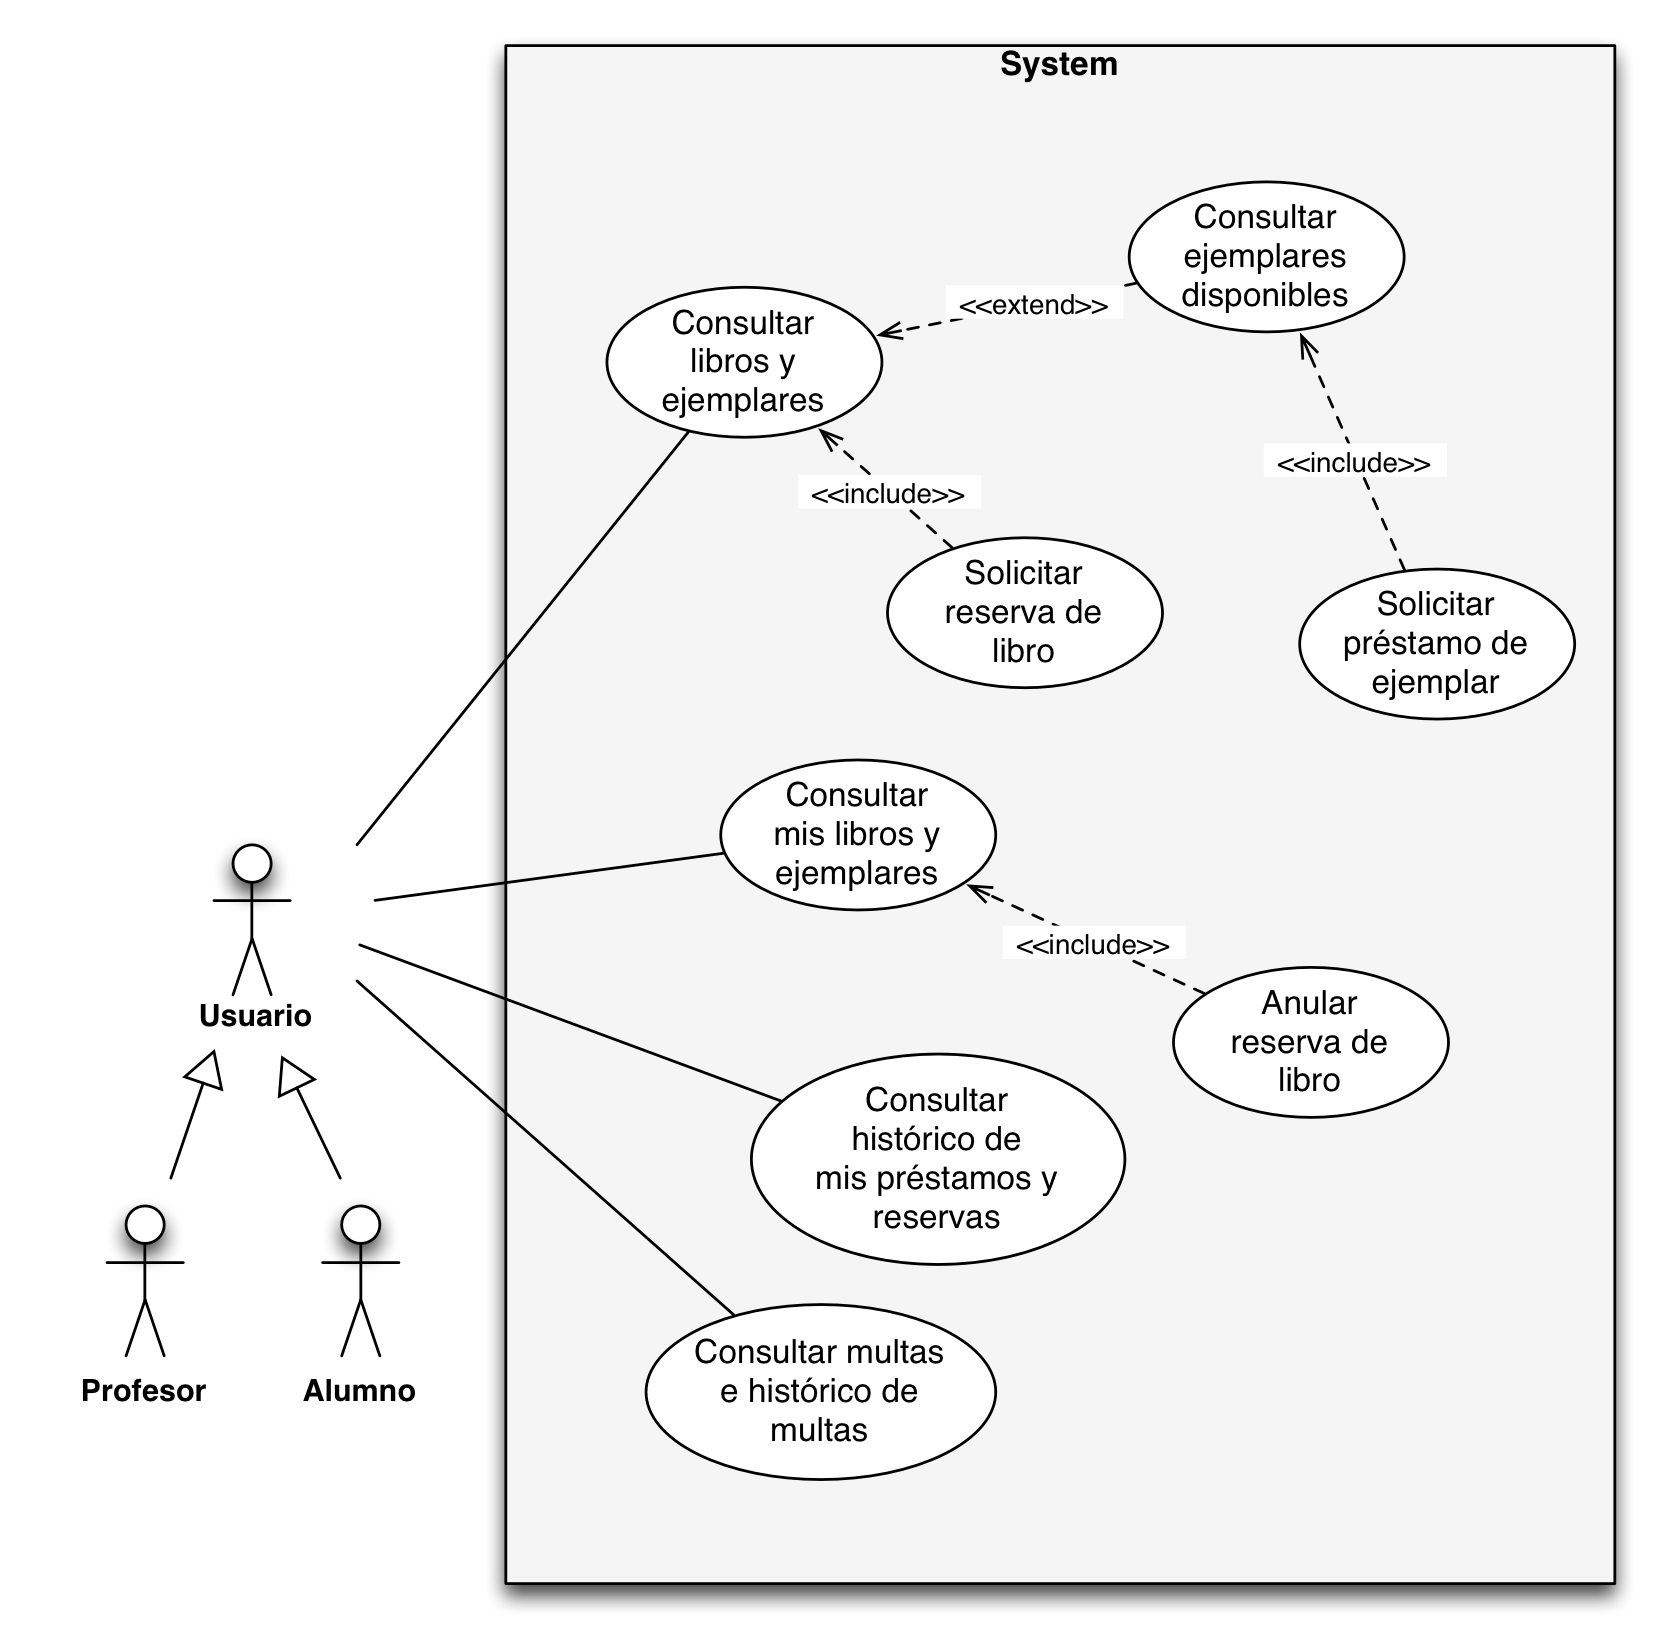 System
Consultar
ejemplares
disponibles
<<extend>>
Consultar
libros y
ejemplares
<<include>>
<<include>>
Solicitar
reserva de
libro
Solicitar
préstamo de
ejemplar
Consultar
mis libros y
ejemplares
<<include>>
Anular
reserva de
libro
Usuario
Consultar
histórico de
mis préstamos y
reservas
Profesor
Alumno
Consultar multas
e histórico de
multas